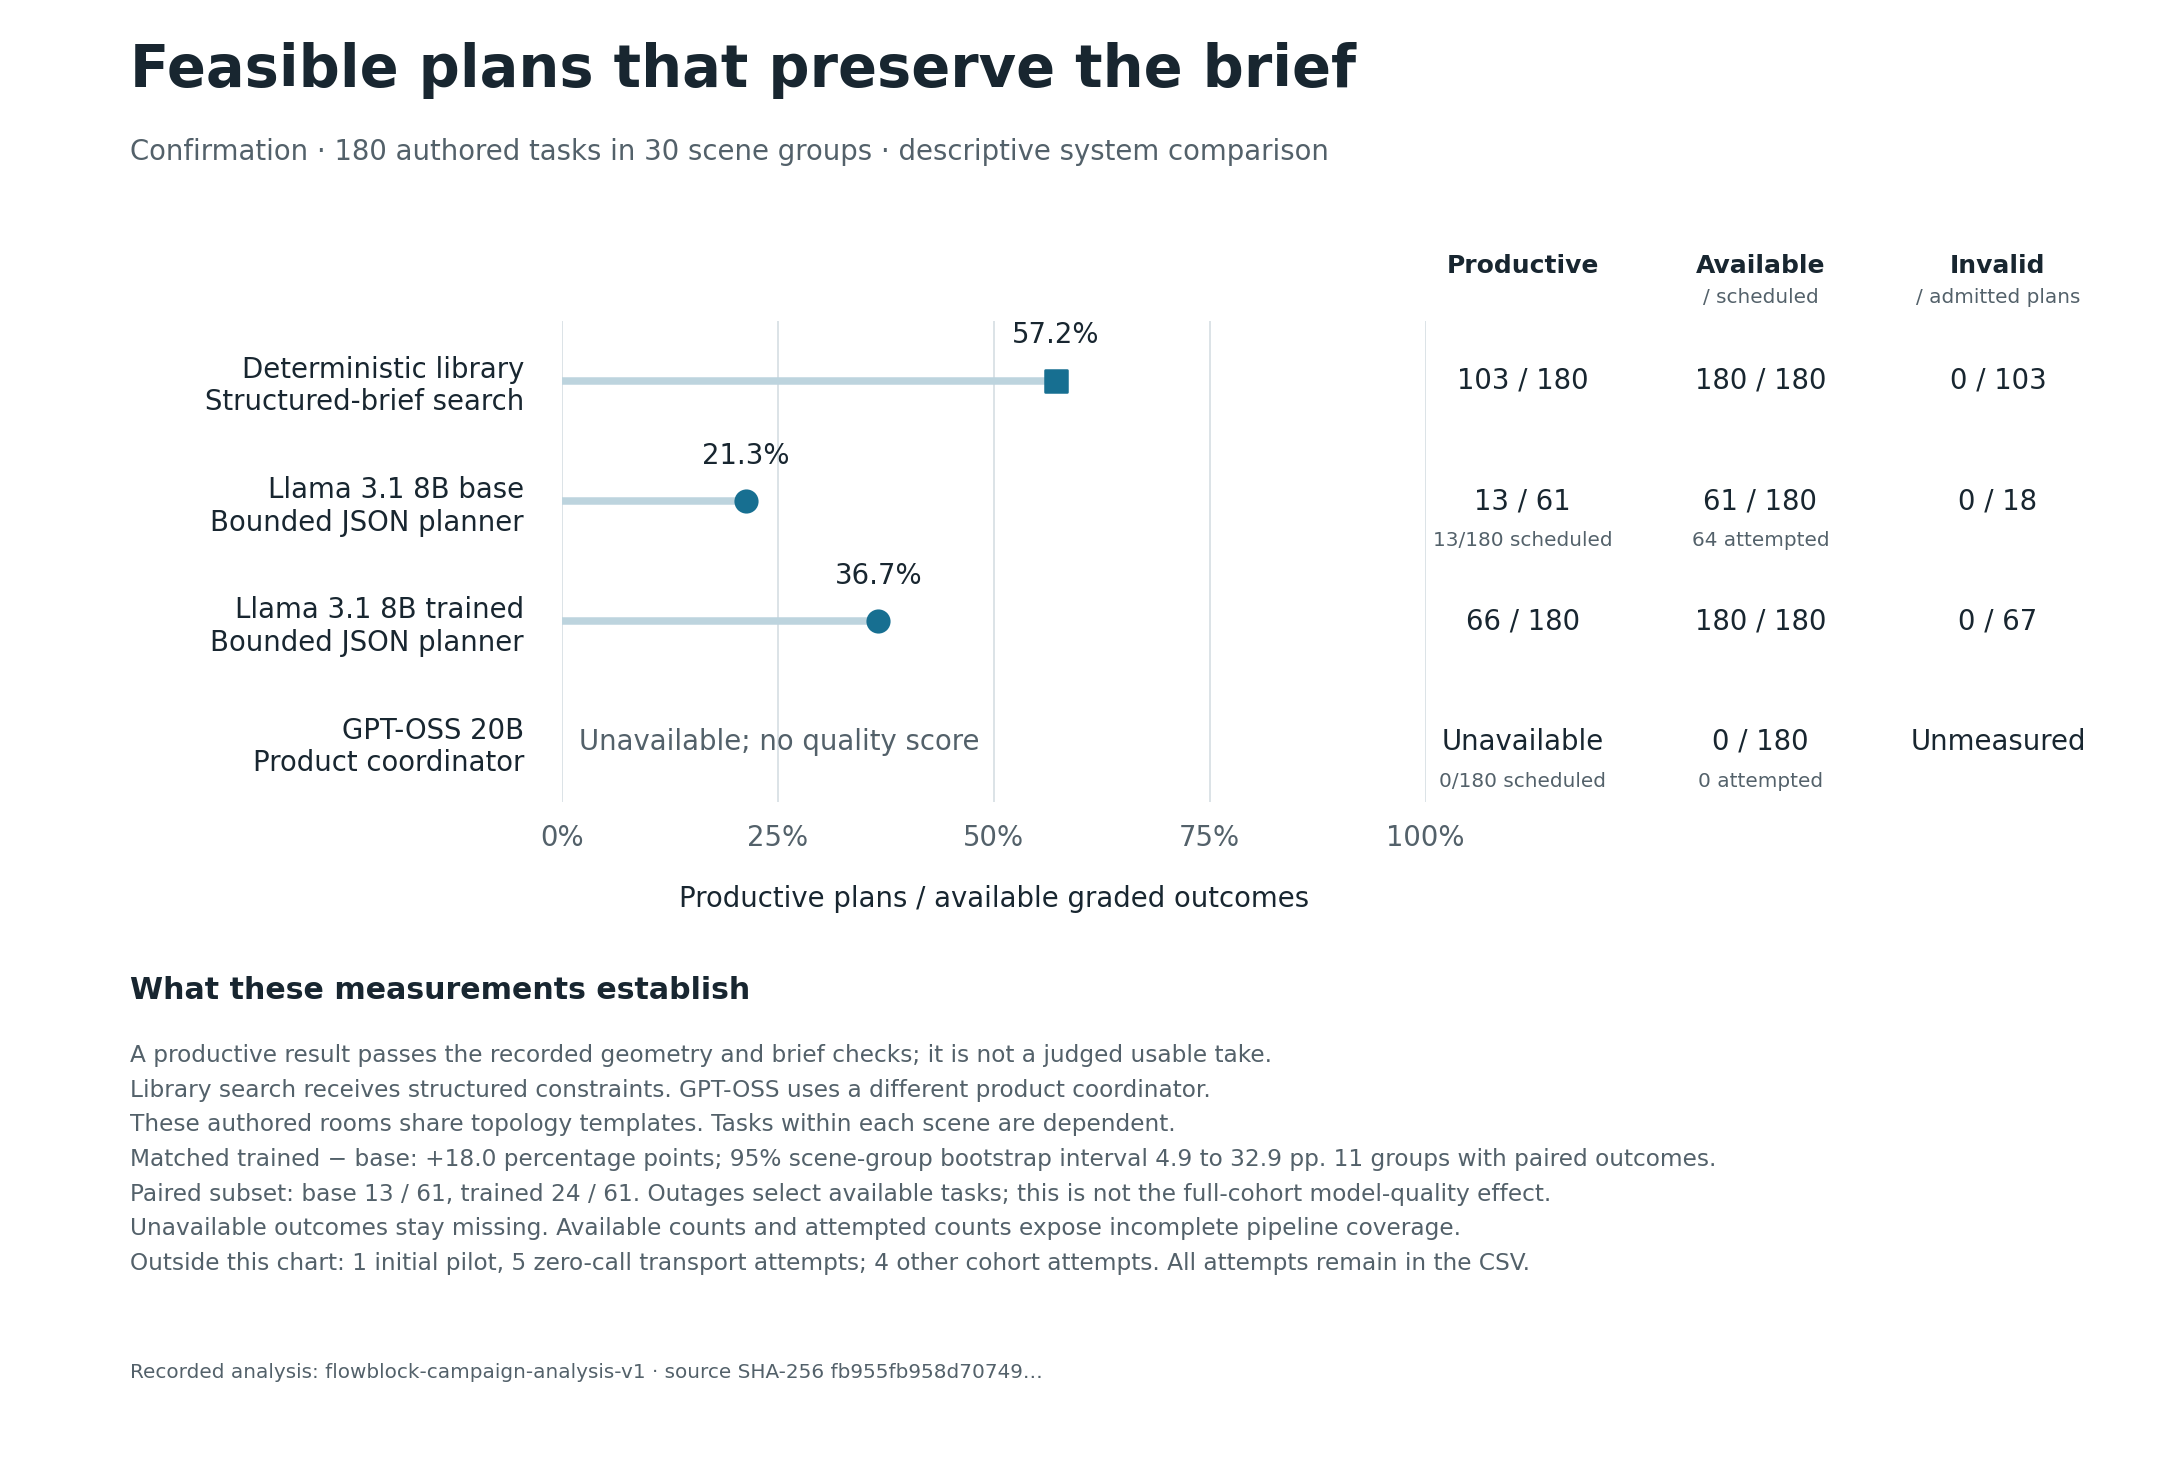 Feasible plans that preserve the brief
Confirmation · 180 authored tasks in 30 scene groups · descriptive system comparison
Productive
Available
/ scheduled
Invalid
/ admitted plans
Deterministic library
Structured-brief search
57.2%
103 / 180
180 / 180
0 / 103
Llama 3.1 8B base
Bounded JSON planner
21.3%
13 / 61
13/180 scheduled
61 / 180
64 attempted
0 / 18
Llama 3.1 8B trained
Bounded JSON planner
36.7%
66 / 180
180 / 180
0 / 67
GPT-OSS 20B
Product coordinator
Unavailable; no quality score
Unavailable
0/180 scheduled
0 / 180
0 attempted
Unmeasured
0%
25%
50%
75%
100%
Productive plans / available graded outcomes
What these measurements establish
A productive result passes the recorded geometry and brief checks; it is not a judged usable take.
Library search receives structured constraints. GPT-OSS uses a different product coordinator.
These authored rooms share topology templates. Tasks within each scene are dependent.
Matched trained − base: +18.0 percentage points; 95% scene-group bootstrap interval 4.9 to 32.9 pp. 11 groups with paired outcomes.
Paired subset: base 13 / 61, trained 24 / 61. Outages select available tasks; this is not the full-cohort model-quality effect.
Unavailable outcomes stay missing. Available counts and attempted counts expose incomplete pipeline coverage.
Outside this chart: 1 initial pilot, 5 zero-call transport attempts; 4 other cohort attempts. All attempts remain in the CSV.
Recorded analysis: flowblock-campaign-analysis-v1 · source SHA-256 fb955fb958d70749…